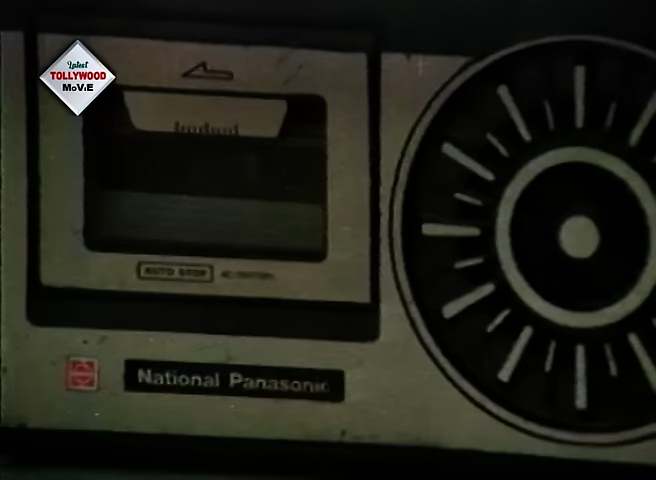 Latest
TOLLYWOOD
MoViE
AUTO STOP
National Panasonic